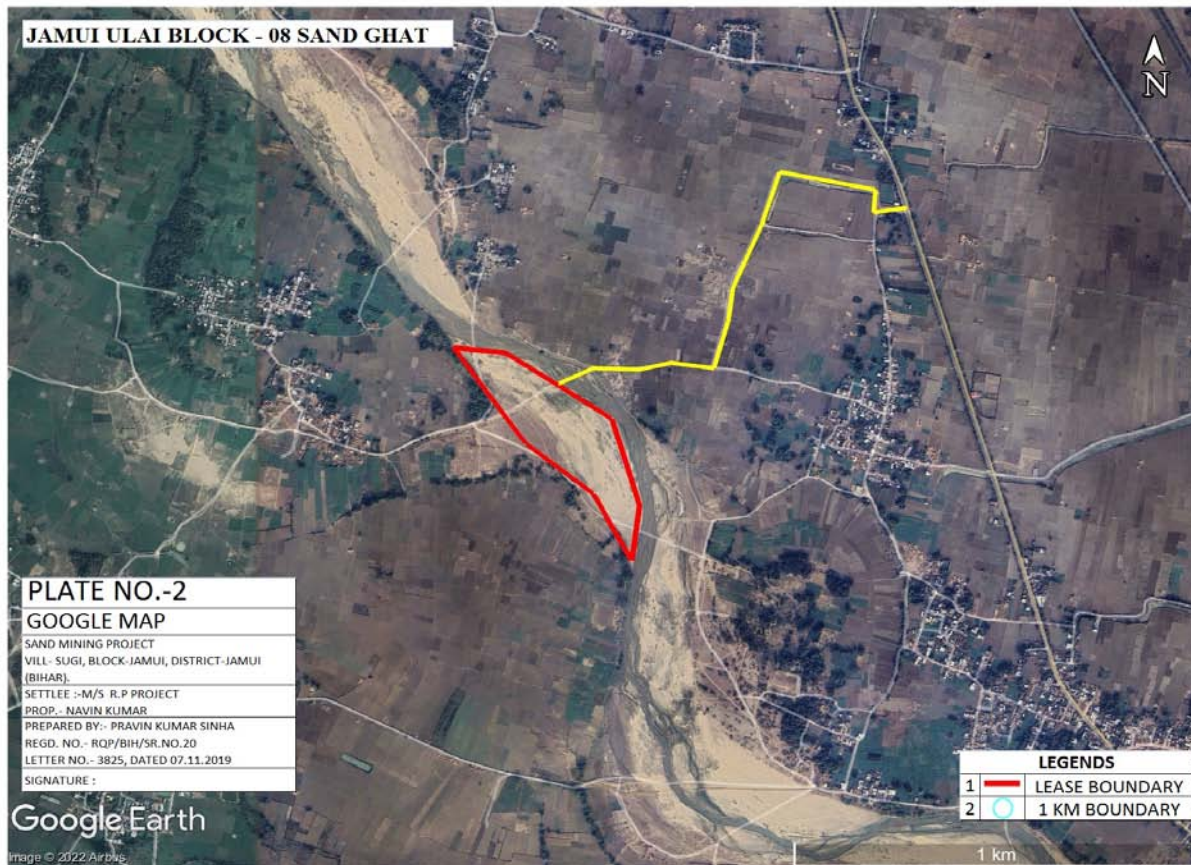 JAMUI ULAI BLOCK - 08 SAND GHAT
N
PLATE NO.-2
GOOGLE MAP
SAND MINING PROJECT
VILL- SUGI, BLOCK-JAMUI, DISTRICT-JAMUI
(BIHAR).
SETTLEE :-M/S R.P PROJECT
PROP.- NAVIN KUMAR
PREPARED BY:- PRAVIN KUMAR SINHA
REGD. NO.- RQP/BIH/SR.NO.20
LETTER NO.- 3825, DATED 07.11.2019
SIGNATURE :
LEGENDS
1 LEASE BOUNDARY
2 1 KM BOUNDARY
Google Earth
Image © 2022 Airbus
1 km